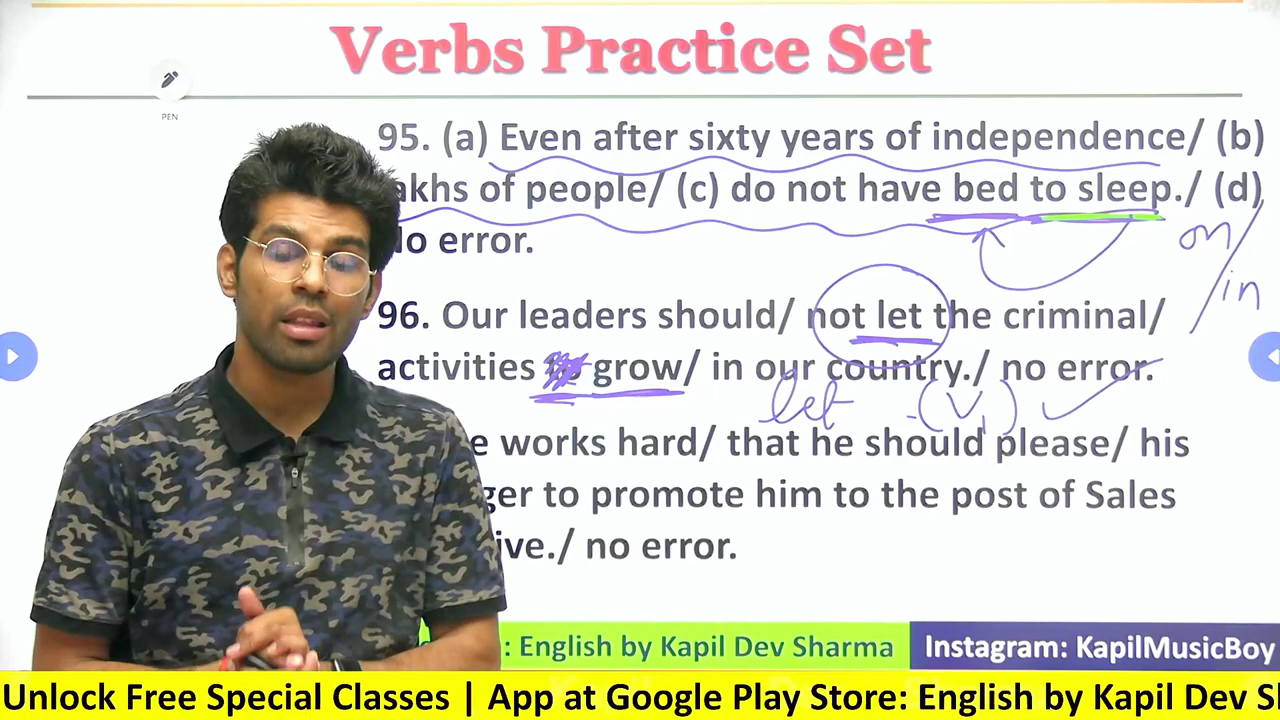 Verbs Practice Set
PEN
95. (a) Even after sixty years of independence/ (b)
akhs of people/ (c) do not have bed to sleep./ (d)
o error.
on/
in
96. Our leaders should/ not let the criminal/
activities grow/ in our country./ no error.
let (V1)
e works hard/ that he should please/ his
ger to promote him to the post of Sales
ive./ no error.
: English by Kapil Dev Sharma
Instagram: KapilMusicBoy
Unlock Free Special Classes | App at Google Play Store: English by Kapil Dev S